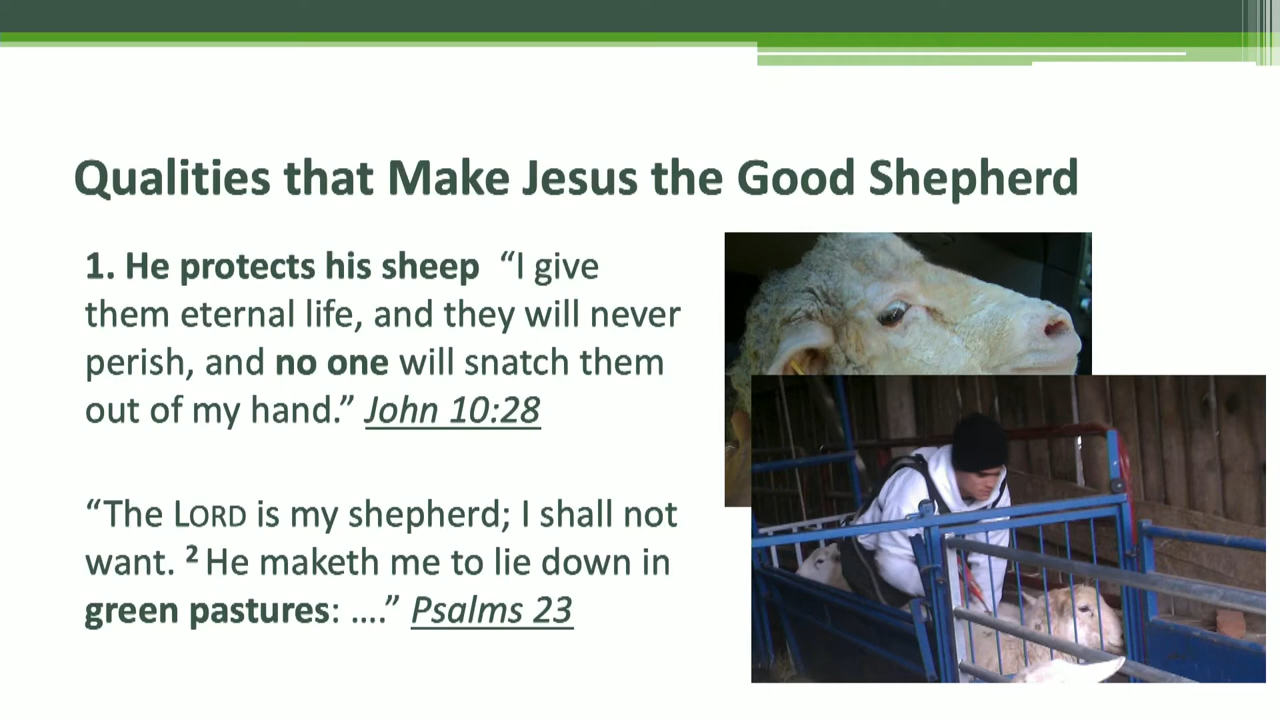 Qualities that Make Jesus the Good Shepherd
1. He protects his sheep “I give
them eternal life, and they will never
perish, and no one will snatch them
out of my hand.” John 10:28
“The LORD is my shepherd; I shall not
want. ² He maketh me to lie down in
green pastures: ....” Psalms 23